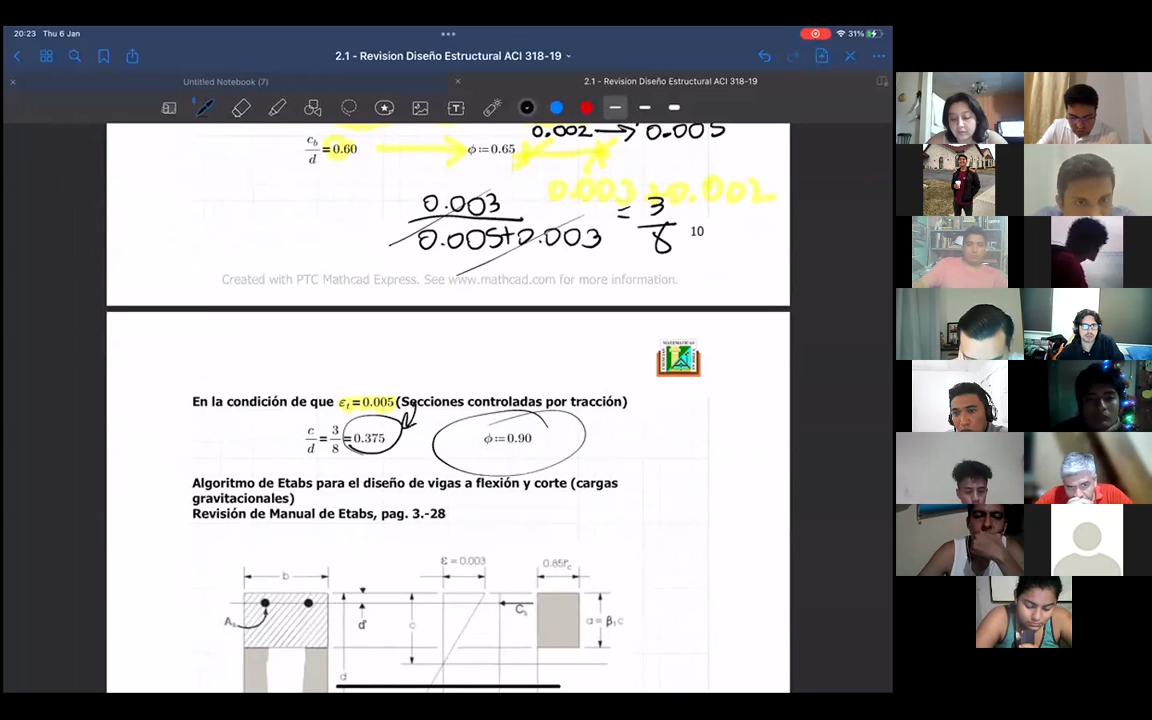 20:23 Thu 6 Jan
31%
2.1 - Revision Diseño Estructural ACI 318-19
Untitled Notebook (7)
2.1 - Revision Diseño Estructural ACI 318-19
0.002 → 0.005
c_b/d = 0.60
ϕ := 0.65
0.003 + 0.002
0.003
0.005+0.003
= 3/8
10
Created with PTC Mathcad Express. See www.mathcad.com for more information.
MATEMATICAS
En la condición de que ε_t = 0.005 (Secciones controladas por tracción)
c/d = 3/8 = 0.375
ϕ := 0.90
Algoritmo de Etabs para el diseño de vigas a flexión y corte (cargas
gravitacionales)
Revisión de Manual de Etabs, pag. 3.-28
ε = 0.003
0.85f'c
b
d'
c
Cs
a = β₁c
d